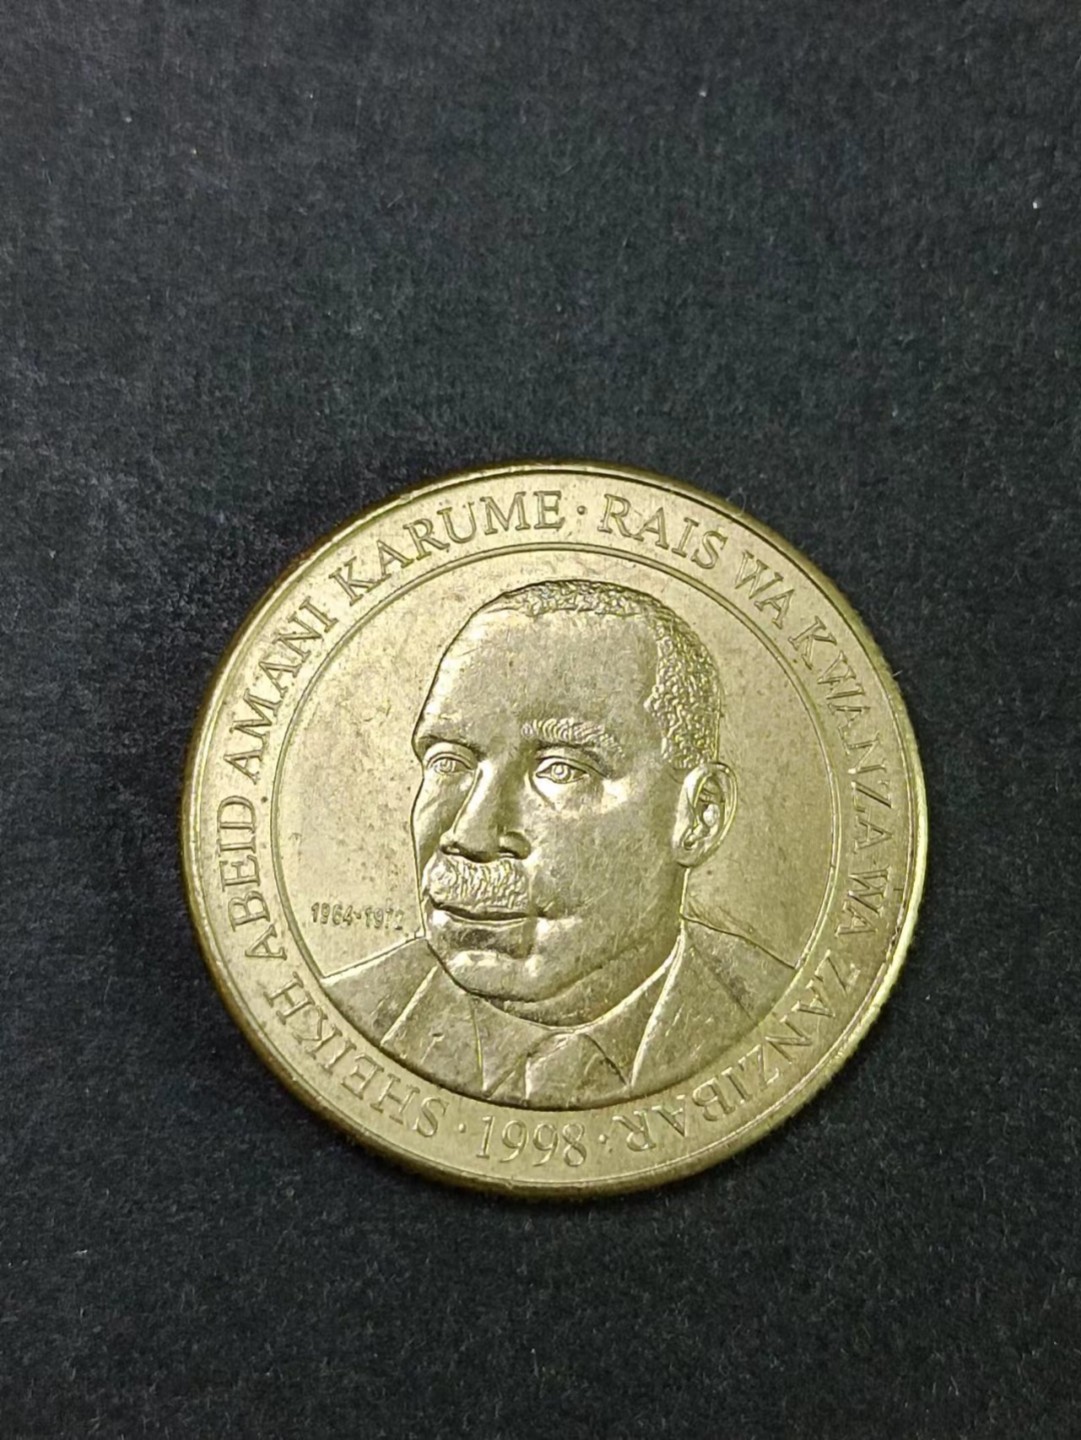 SHEIKH ABEID AMANI KARUME · RAIS WA KWANZA WA ZANZIBAR · 1998 ·
1964-1972